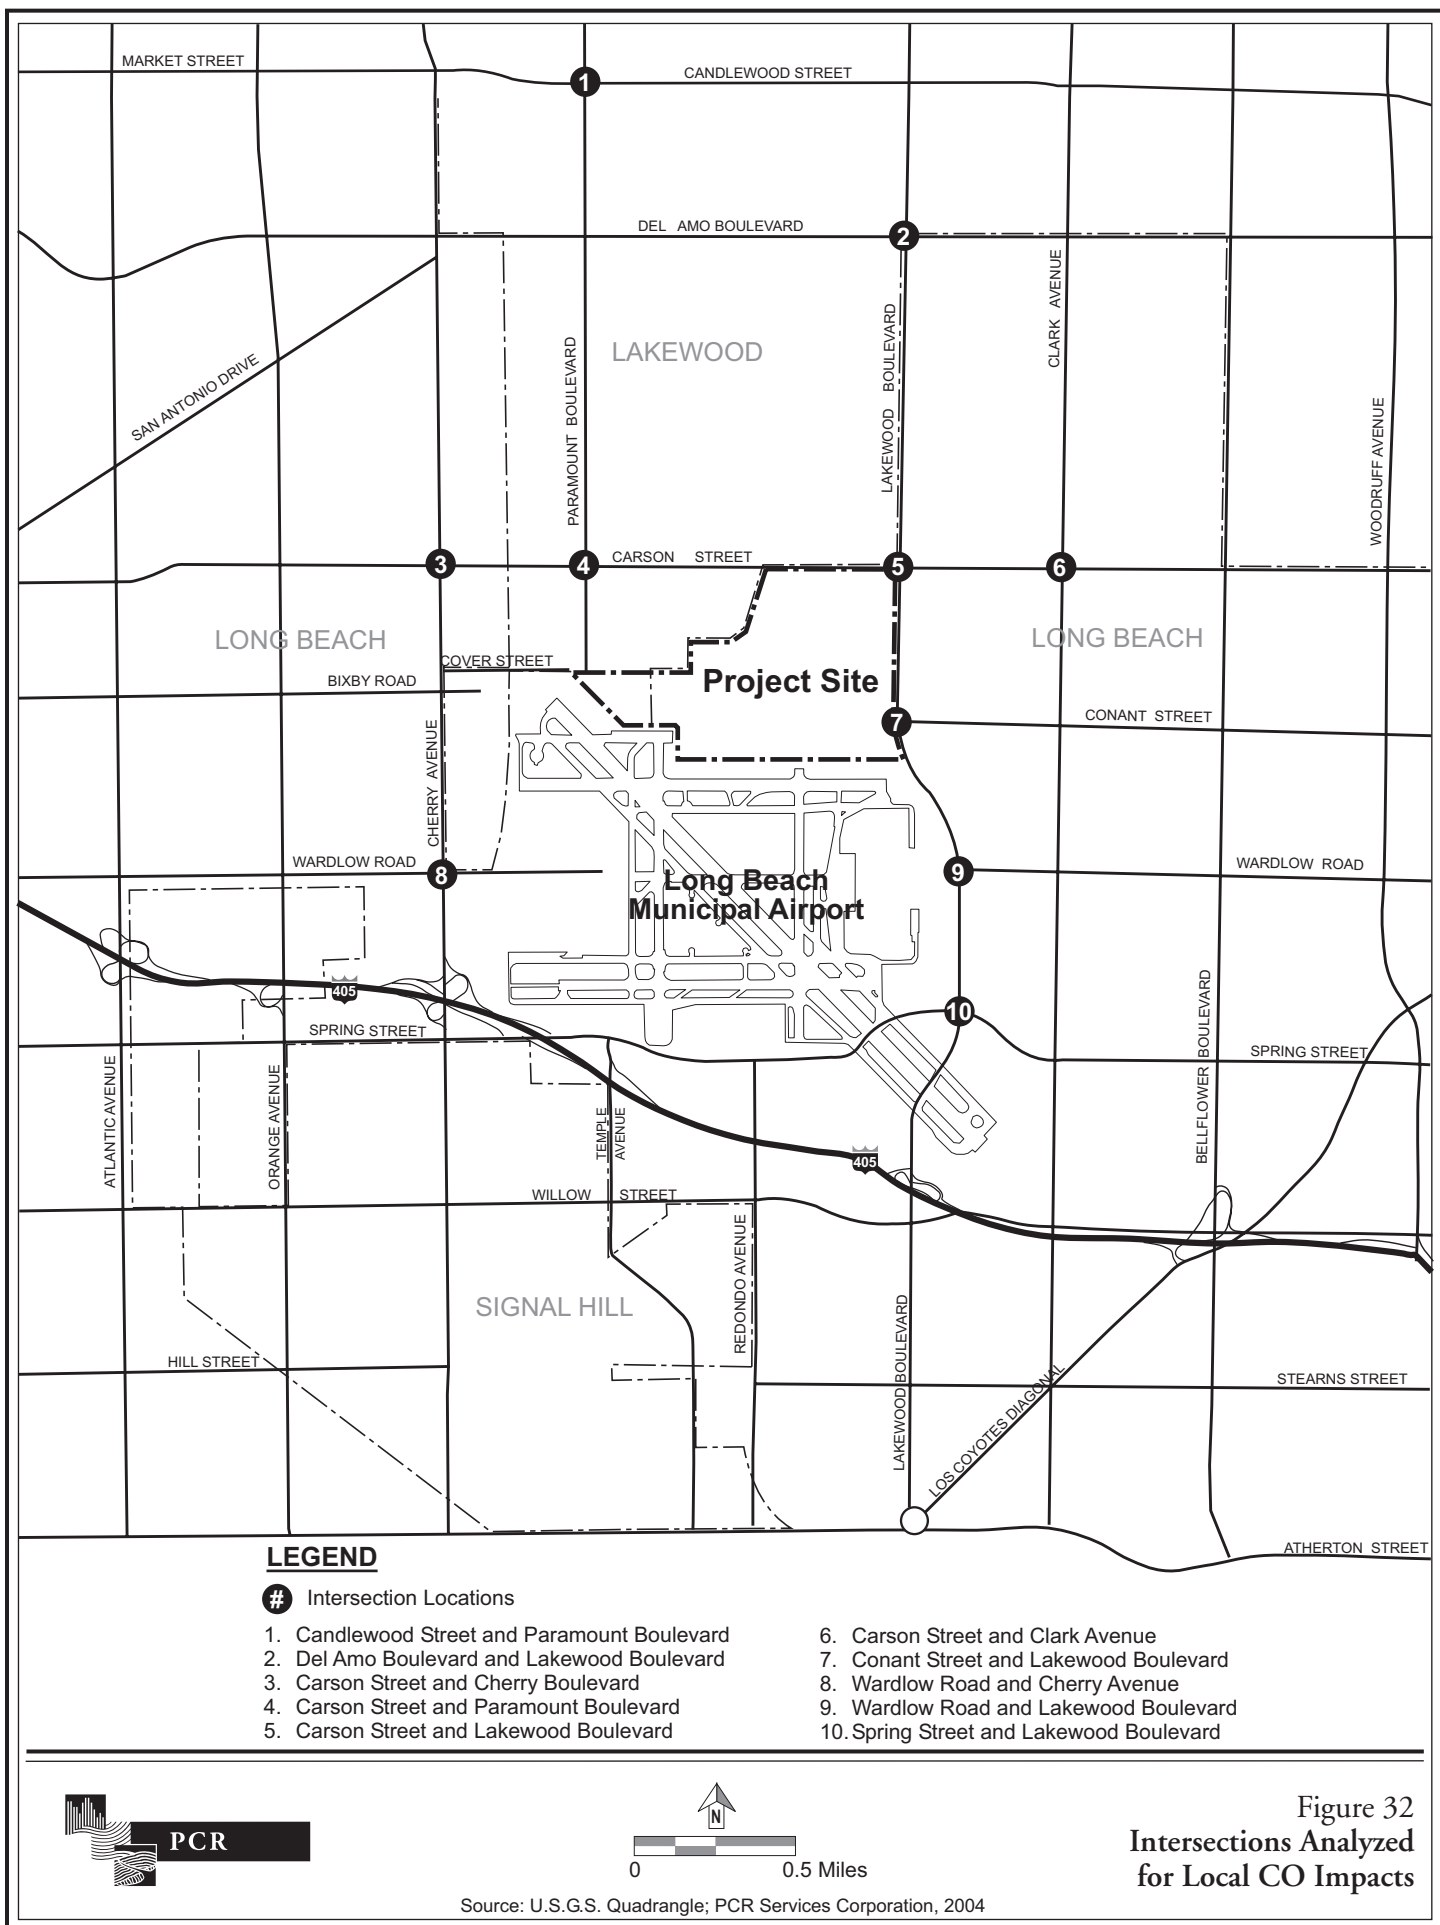 MARKET STREET
CANDLEWOOD STREET
1
DEL AMO BOULEVARD
2
SAN ANTONIO DRIVE
LAKEWOOD
PARAMOUNT BOULEVARD
LAKEWOOD BOULEVARD
CLARK AVENUE
WOODRUFF AVENUE
3
4
CARSON STREET
5
6
LONG BEACH
LONG BEACH
COVER STREET
BIXBY ROAD
Project Site
7
CONANT STREET
CHERRY AVENUE
WARDLOW ROAD
8
Long Beach
Municipal Airport
9
WARDLOW ROAD
405
SPRING STREET
10
SPRING STREET
ATLANTIC AVENUE
ORANGE AVENUE
TEMPLE
AVENUE
405
BELLFLOWER BOULEVARD
WILLOW STREET
REDONDO AVENUE
SIGNAL HILL
LAKEWOOD BOULEVARD
HILL STREET
STEARNS STREET
LOS COYOTES DIAGONAL
ATHERTON STREET
LEGEND
# Intersection Locations
1. Candlewood Street and Paramount Boulevard
2. Del Amo Boulevard and Lakewood Boulevard
3. Carson Street and Cherry Boulevard
4. Carson Street and Paramount Boulevard
5. Carson Street and Lakewood Boulevard
6. Carson Street and Clark Avenue
7. Conant Street and Lakewood Boulevard
8. Wardlow Road and Cherry Avenue
9. Wardlow Road and Lakewood Boulevard
10. Spring Street and Lakewood Boulevard
PCR
N
0 0.5 Miles
Source: U.S.G.S. Quadrangle; PCR Services Corporation, 2004
Figure 32
Intersections Analyzed
for Local CO Impacts